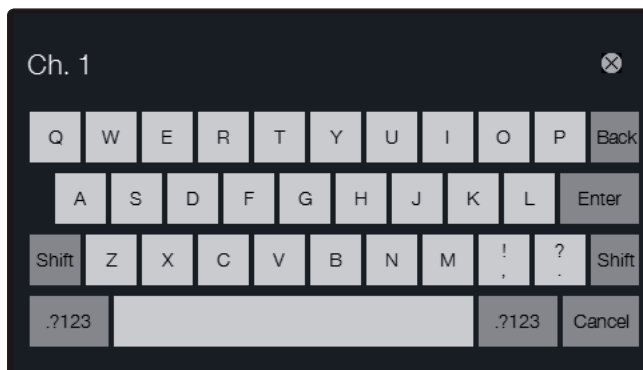 Ch. 1
Q W E R T Y U I O P Back
A S D F G H J K L Enter
Shift Z X C V B N M ! , ? . Shift
.?123 .?123 Cancel